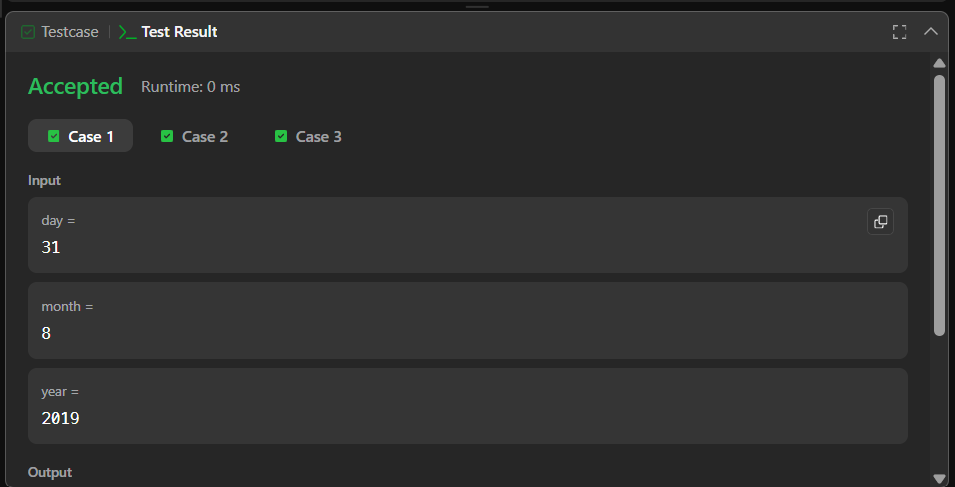 Testcase | >_ Test Result
Accepted Runtime: 0 ms
Case 1 Case 2 Case 3
Input
day =
31
month =
8
year =
2019
Output